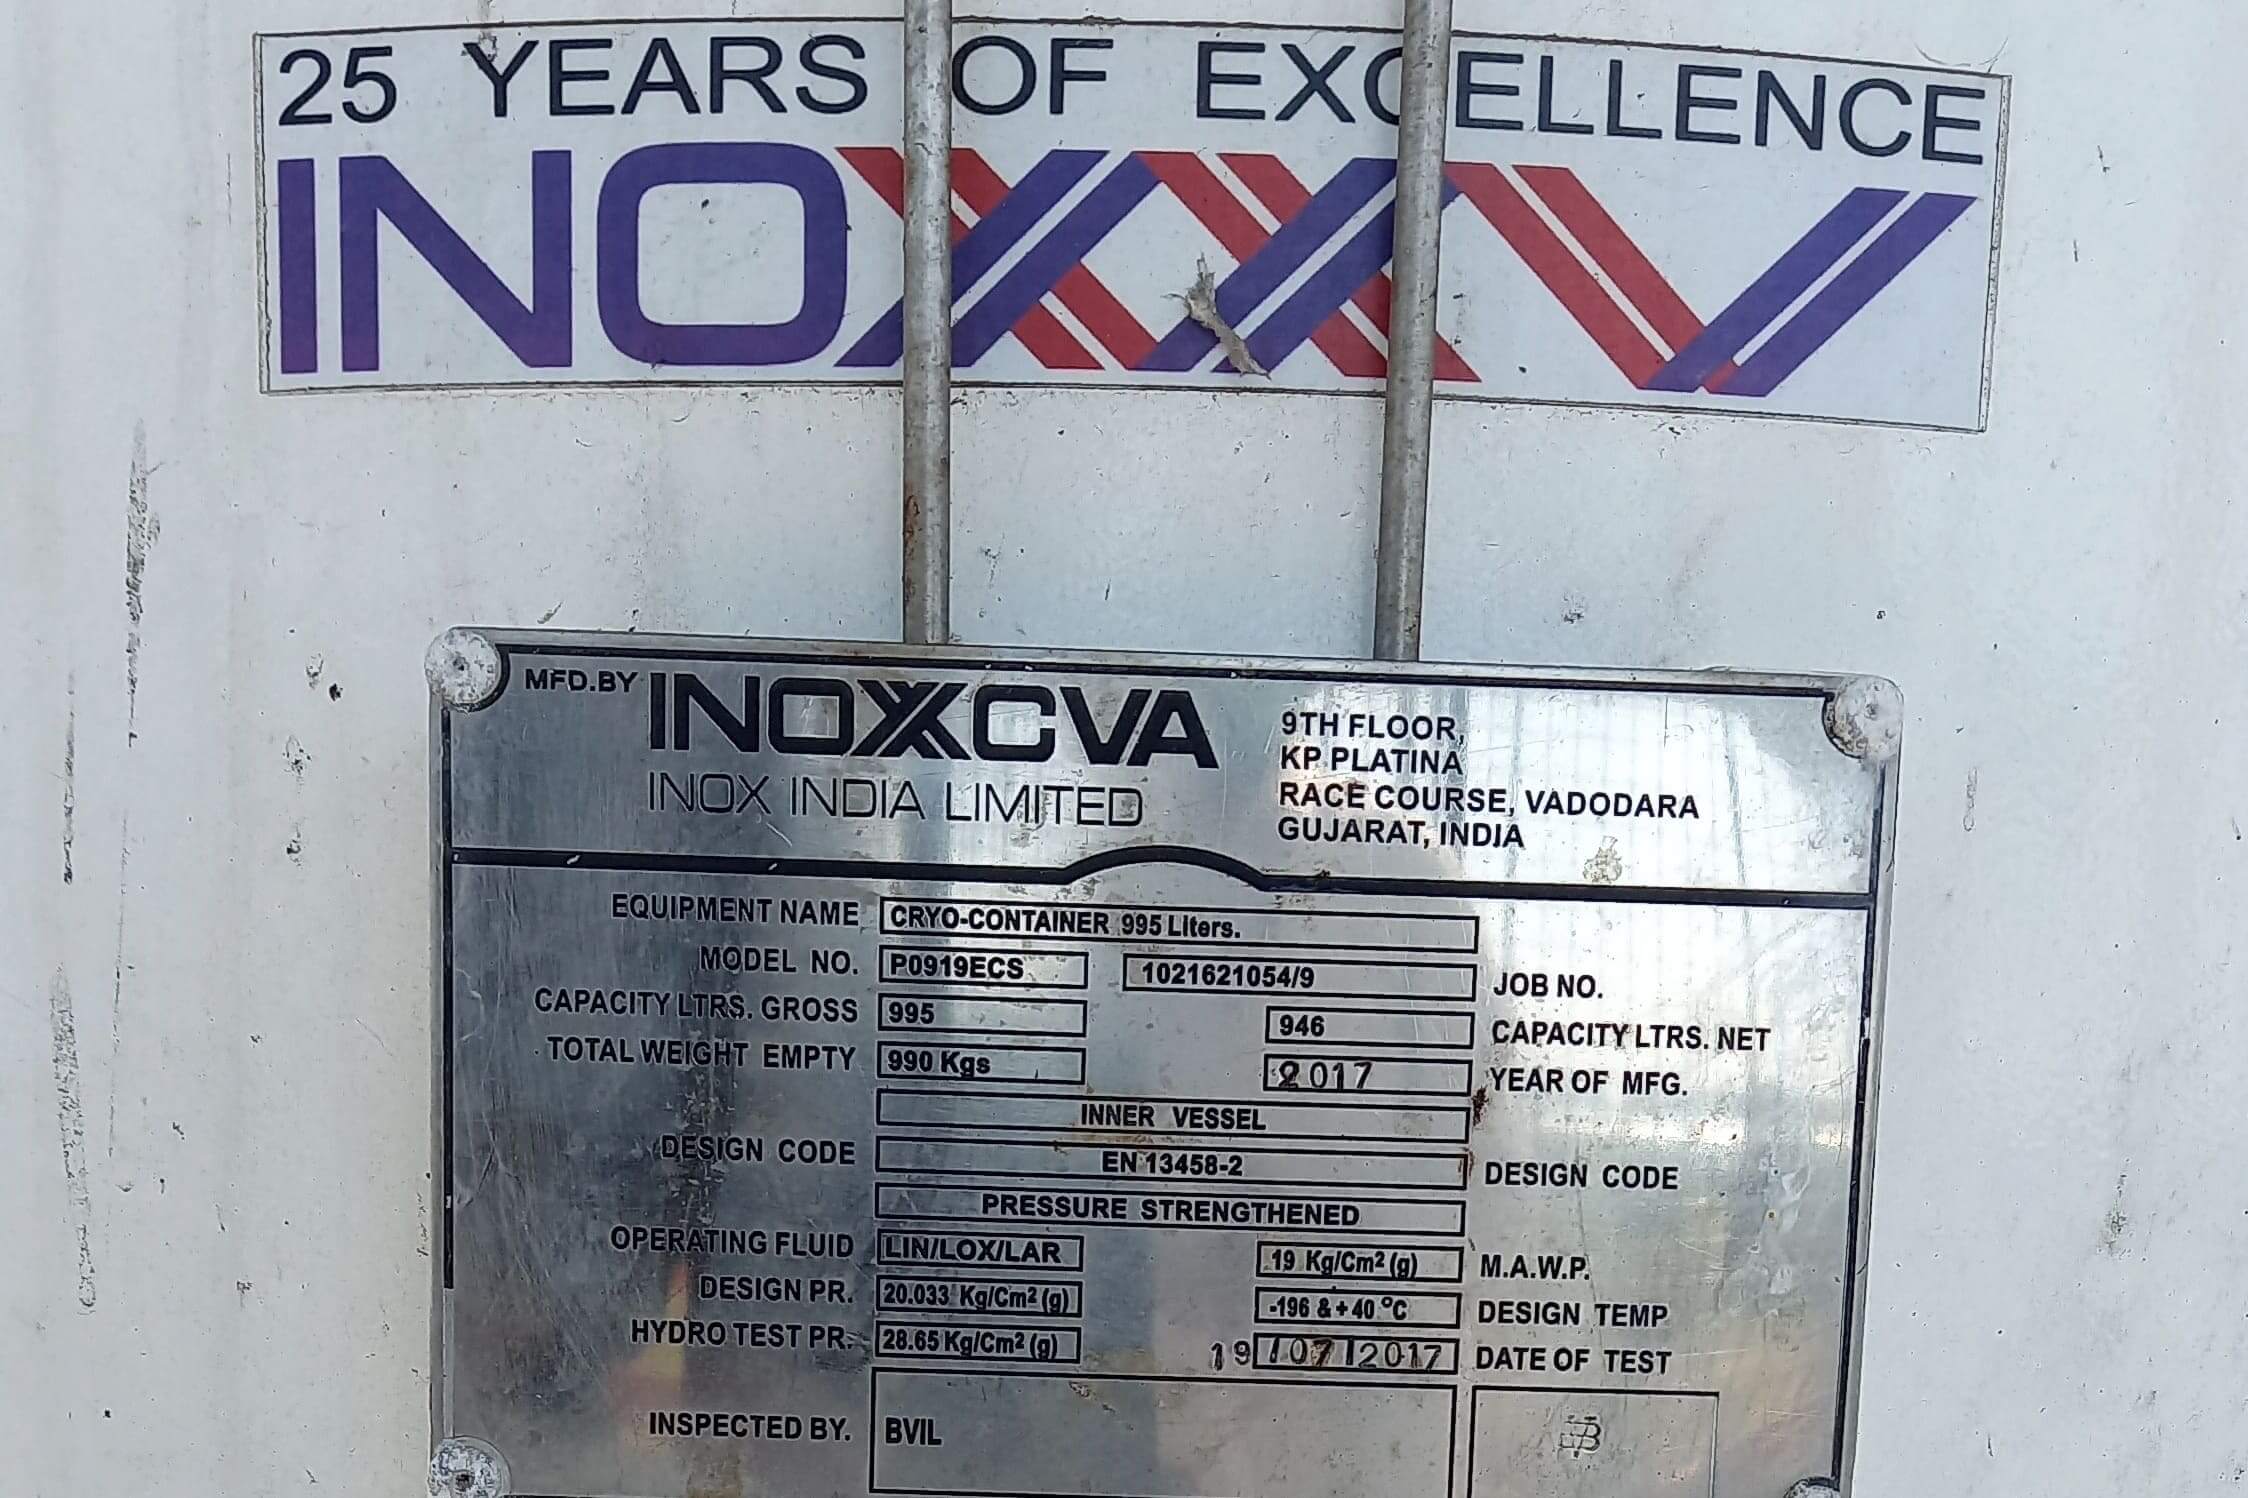 25 YEARS OF EXCELLENCE
INOXXV
MFD.BY INOXCVA
INOX INDIA LIMITED
9TH FLOOR,
KP PLATINA
RACE COURSE, VADODARA
GUJARAT, INDIA
EQUIPMENT NAME CRYO-CONTAINER 995 Liters.
MODEL NO. P0919ECS 1021621054/9 JOB NO.
CAPACITY LTRS. GROSS 995 946 CAPACITY LTRS. NET
TOTAL WEIGHT EMPTY 990 Kgs 2017 YEAR OF MFG.
INNER VESSEL
DESIGN CODE EN 13458-2 DESIGN CODE
PRESSURE STRENGTHENED
OPERATING FLUID LIN/LOX/LAR 19 Kg/Cm² (g) M.A.W.P.
DESIGN PR. 20.033 Kg/Cm² (g) -196 & + 40 °C DESIGN TEMP
HYDRO TEST PR. 28.65 Kg/Cm² (g) 19/07/2017 DATE OF TEST
INSPECTED BY. BVIL